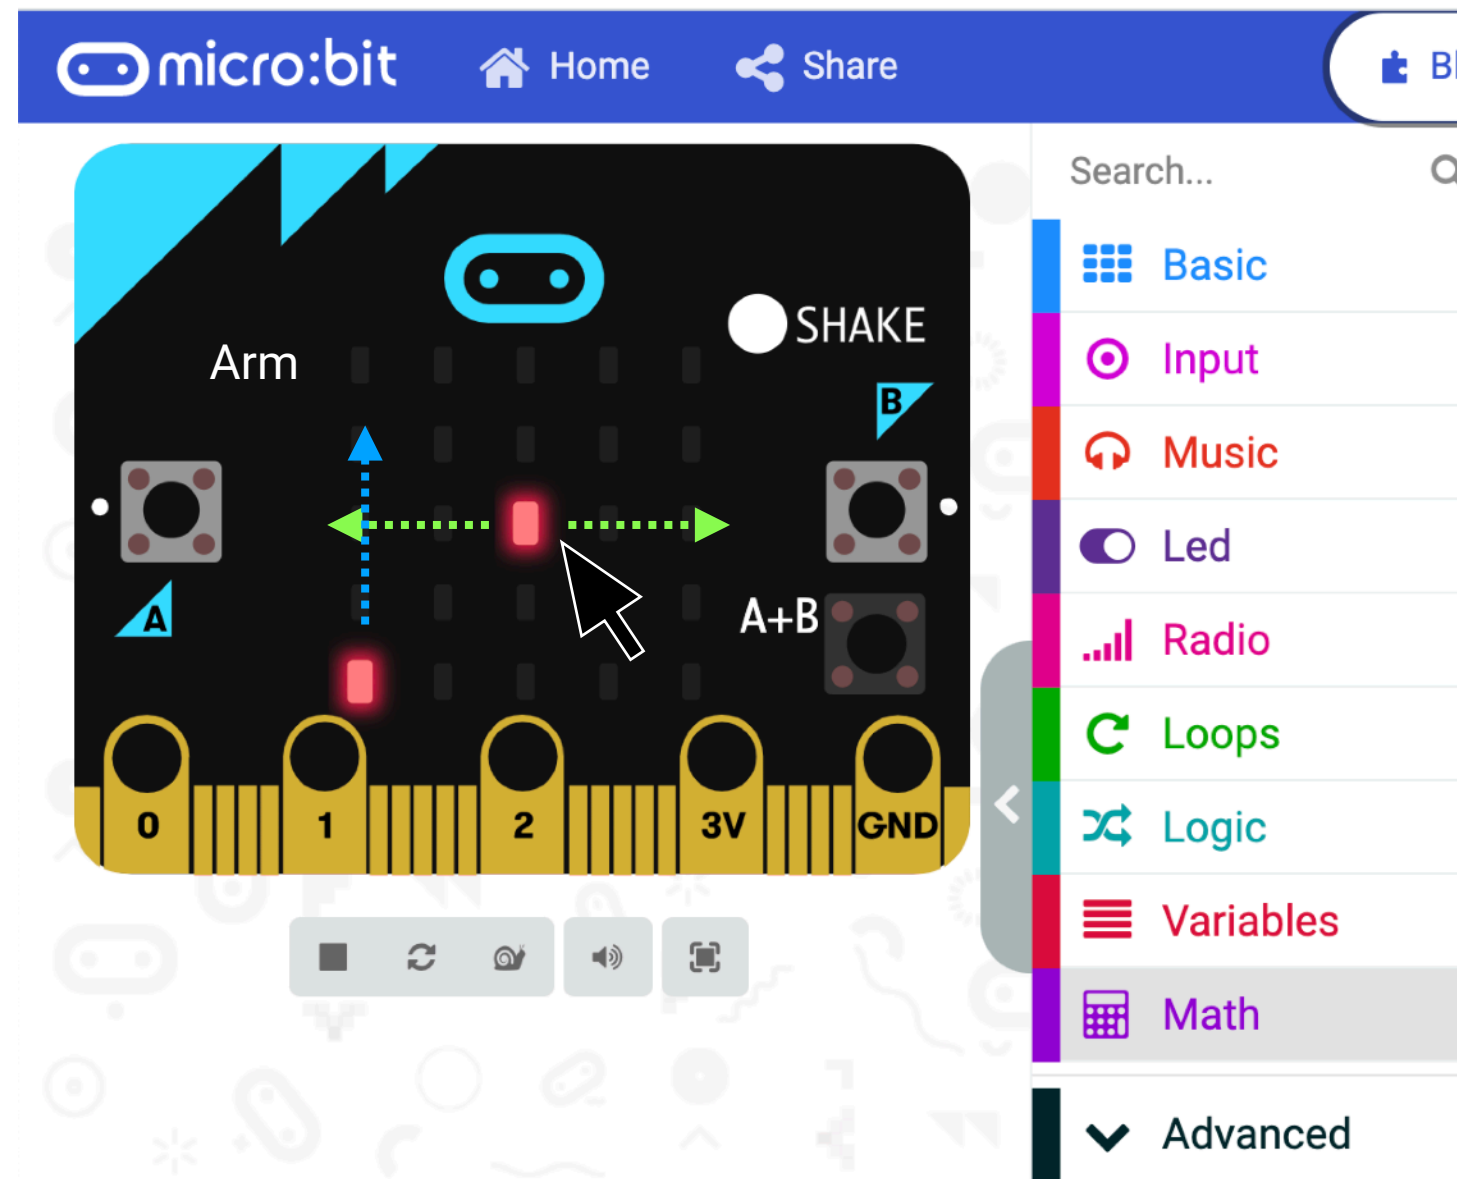 micro:bit Home Share Bl
Search...
SHAKE
Arm
B
A
A+B
0 1 2 3V GND
Basic
Input
Music
Led
Radio
Loops
Logic
Variables
Math
Advanced